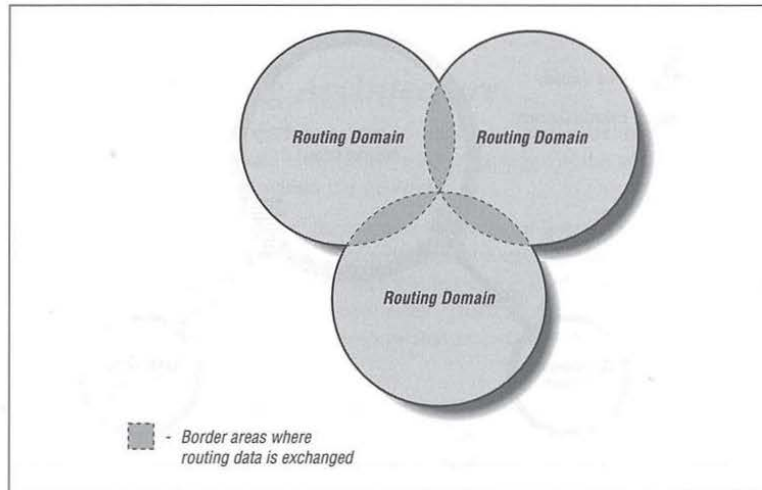 Routing Domain
Routing Domain
Routing Domain
- Border areas where
routing data is exchanged